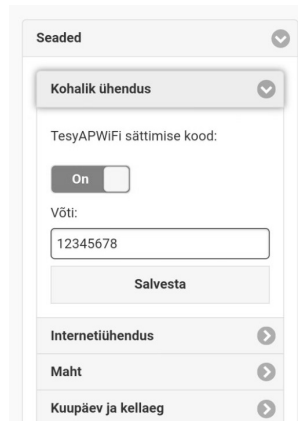 Seaded
Kohalik ühendus
TesyAPWiFi sättimise kood:
On
Võti:
12345678
Salvesta
Internetiühendus
Maht
Kuupäev ja kellaeg